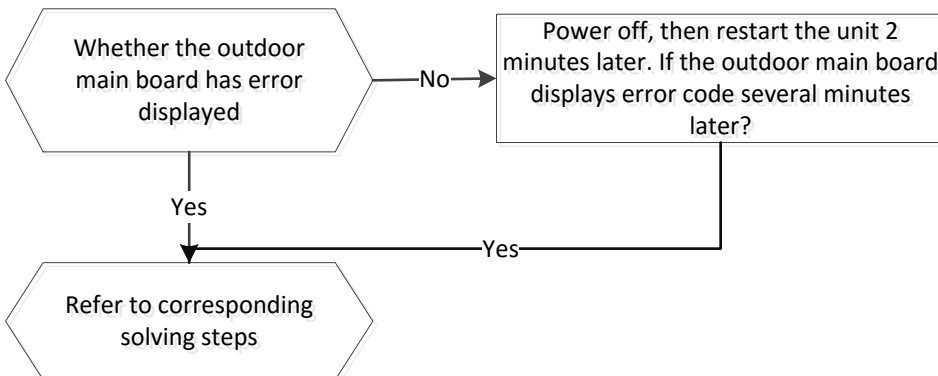 Whether the outdoor
main board has error
displayed
No
Power off, then restart the unit 2
minutes later. If the outdoor main board
displays error code several minutes
later?
Yes
Yes
Refer to corresponding
solving steps